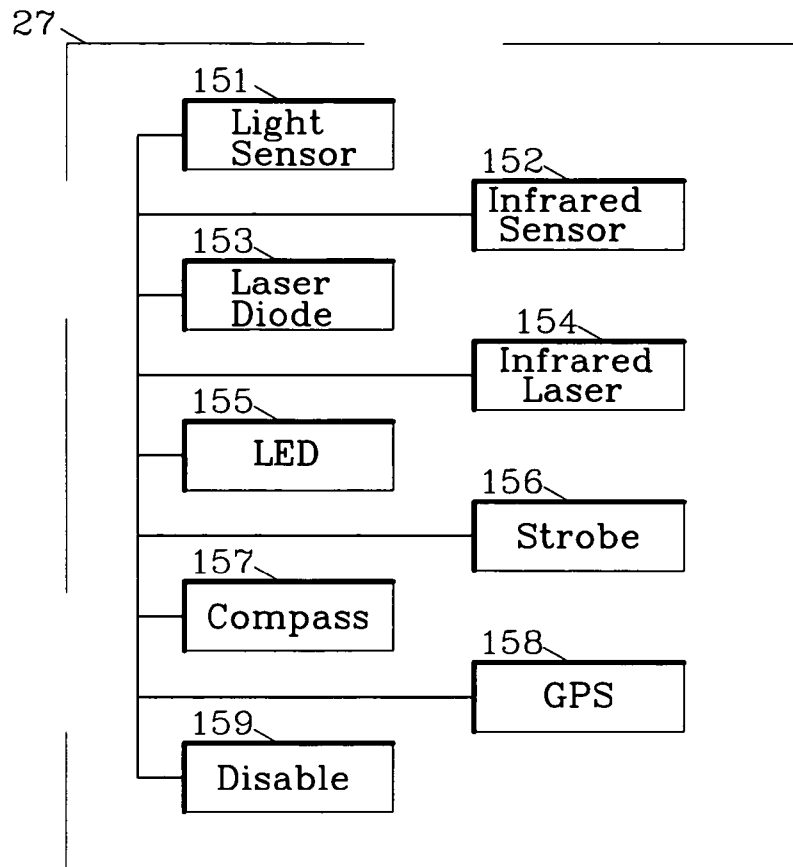 27
151
Light
Sensor
152
Infrared
Sensor
153
Laser
Diode
154
Infrared
Laser
155
LED
156
Strobe
157
Compass
158
GPS
159
Disable